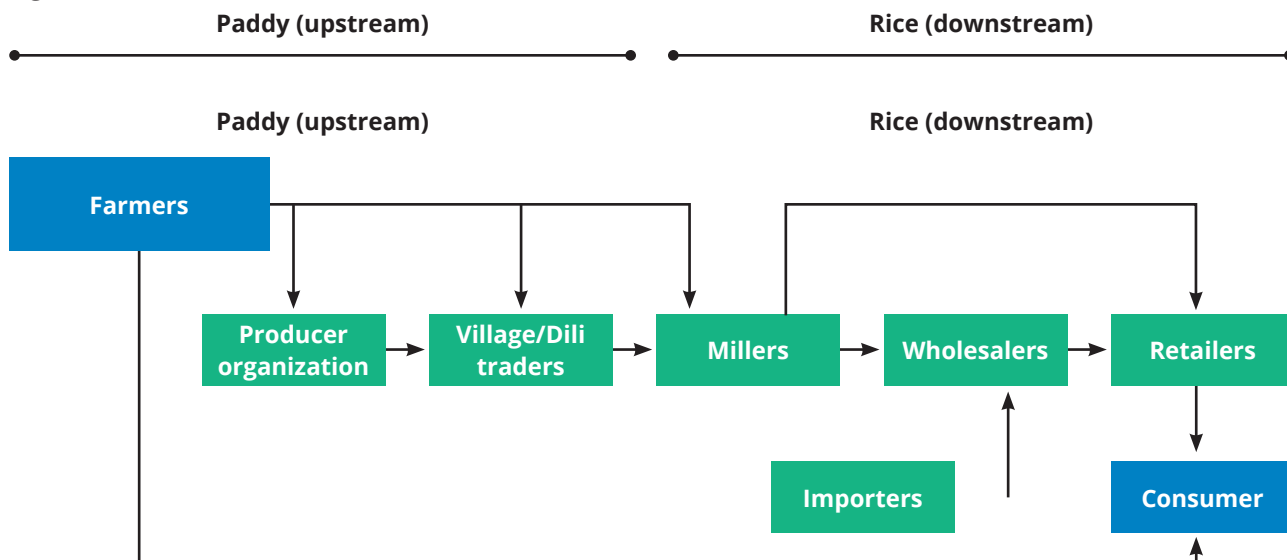 Paddy (upstream)
Rice (downstream)
Paddy (upstream)
Rice (downstream)
Farmers
Producer
organization
Village/Dili
traders
Millers
Wholesalers
Retailers
Importers
Consumer